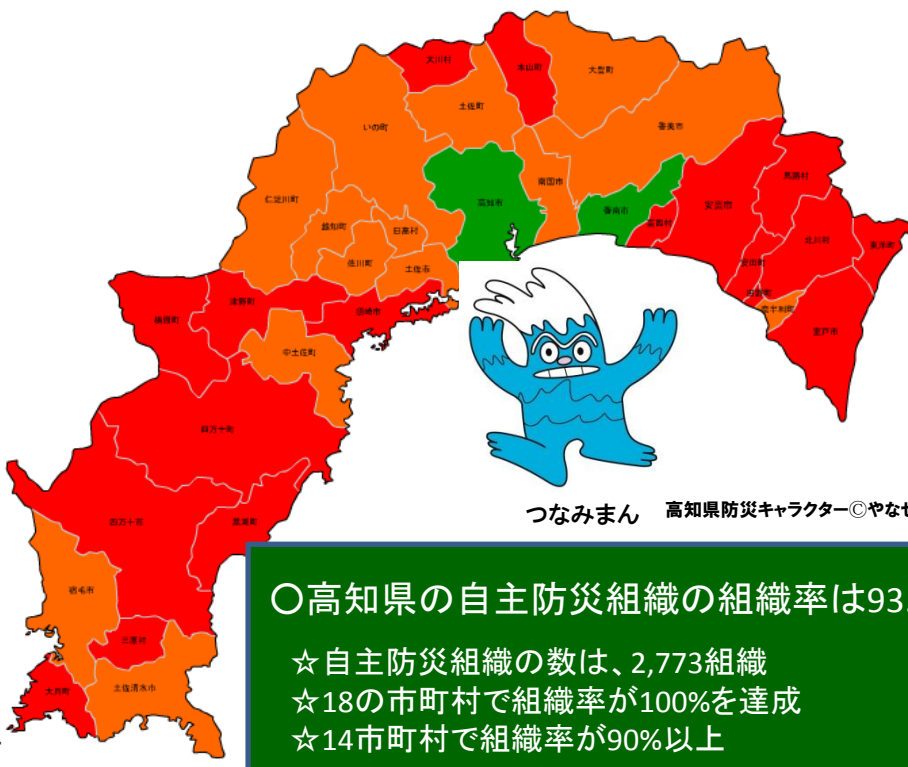 大川村
本山町
大豊町
土佐町
いの町
香美市
南国市
高知市
香南市
馬路村
安芸市
芸西村
仁淀川町
越知町
日高村
佐川町
土佐市
北川村
東洋町
安田町
田野町
奈半利町
室戸市
津野町
梼原町
須崎市
中土佐町
四万十町
四万十市
黒潮町
宿毛市
三原村
大月町
土佐清水市
つなみまん 高知県防災キャラクター©やなせ
〇高知県の自主防災組織の組織率は93.
☆自主防災組織の数は、2,773組織
☆18の市町村で組織率が100%を達成
☆14市町村で組織率が90%以上